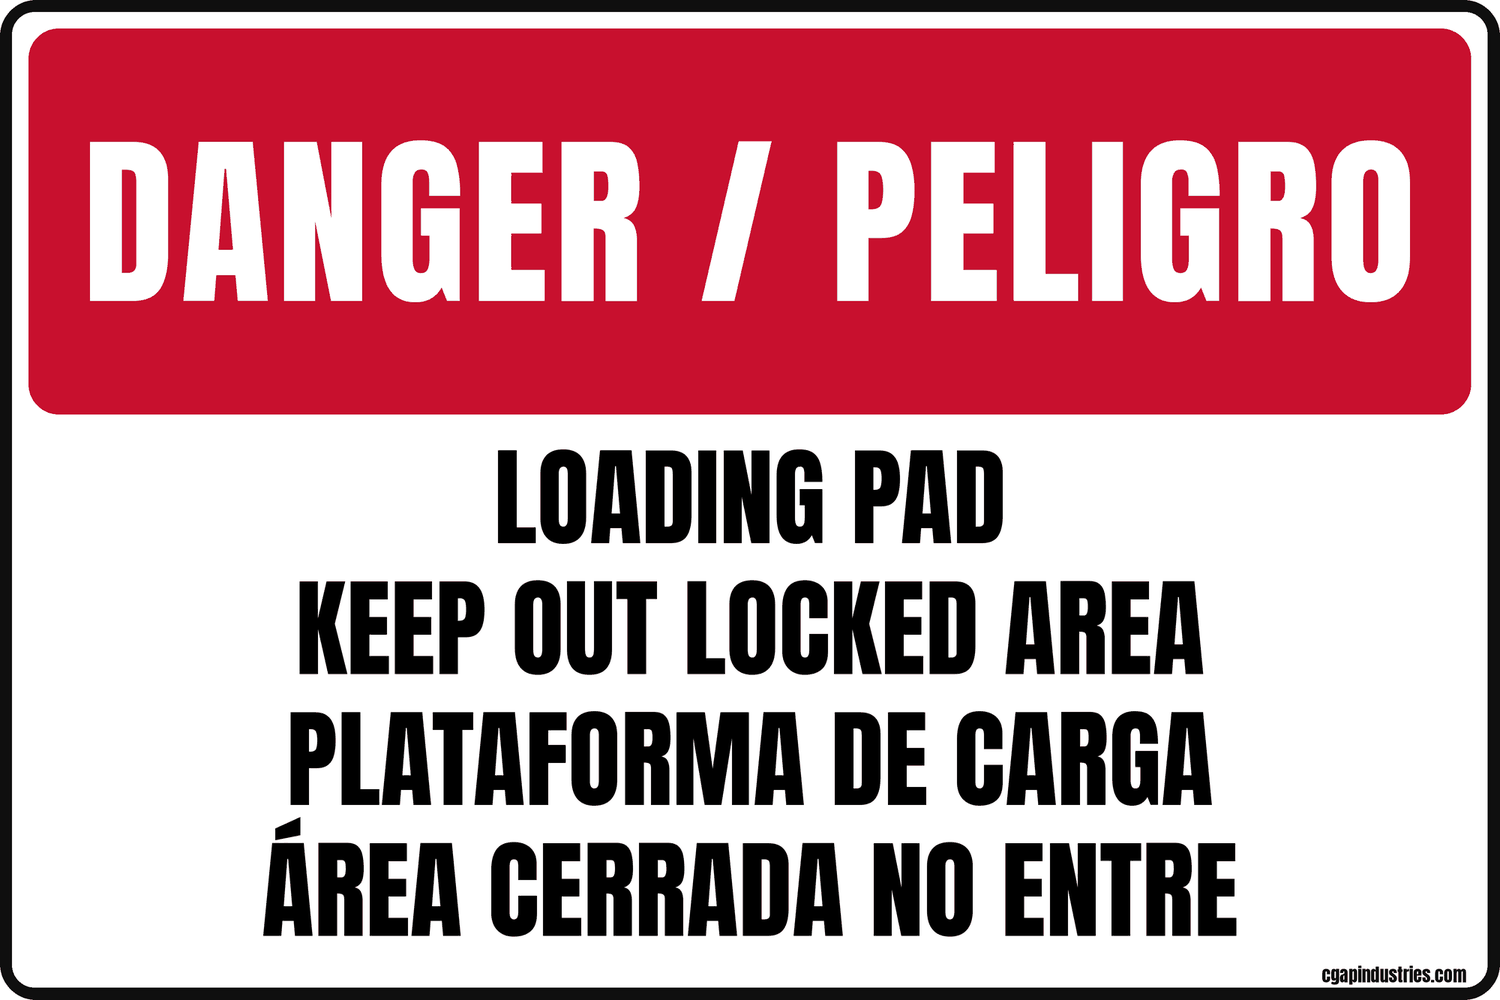 DANGER / PELIGRO
LOADING PAD
KEEP OUT LOCKED AREA
PLATAFORMA DE CARGA
ÁREA CERRADA NO ENTRE
cgapindustries.com